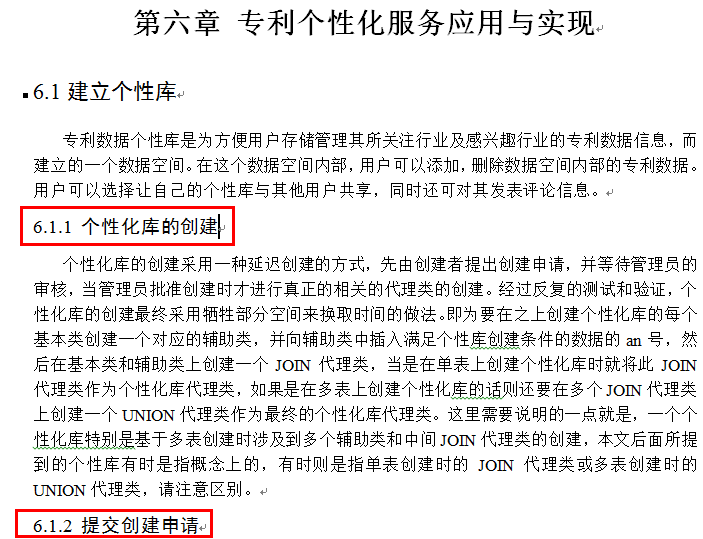 第六章 专利个性化服务应用与实现
6.1 建立个性库
专利数据个性库是为方便用户存储管理其所关注行业及感兴趣行业的专利数据信息，而
建立的一个数据空间。在这个数据空间内部，用户可以添加，删除数据空间内部的专利数据。
用户可以选择让自己的个性库与其他用户共享，同时还可对其发表评论信息。
6.1.1 个性化库的创建
个性化库的创建采用一种延迟创建的方式，先由创建者提出创建申请，并等待管理员的
审核，当管理员批准创建时才进行真正的相关的代理类的创建。经过反复的测试和验证，个
性化库的创建最终采用牺牲部分空间来换取时间的做法。即为要在之上创建个性化库的每个
基本类创建一个对应的辅助类，并向辅助类中插入满足个性库创建条件的数据的 an 号，然
后在基本类和辅助类上创建一个 JOIN 代理类，当是在单表上创建个性化库时就将此 JOIN
代理类作为个性化库代理类，如果是在多表上创建个性化库的话则还要在多个 JOIN 代理类
上创建一个 UNION 代理类作为最终的个性化库代理类。这里需要说明的一点就是，一个个
性化库特别是基于多表创建时涉及到多个辅助类和中间 JOIN 代理类的创建，本文后面所提
到的个性库有时是指概念上的，有时则是指单表创建时的 JOIN 代理类或多表创建时的
UNION 代理类，请注意区别。
6.1.2 提交创建申请